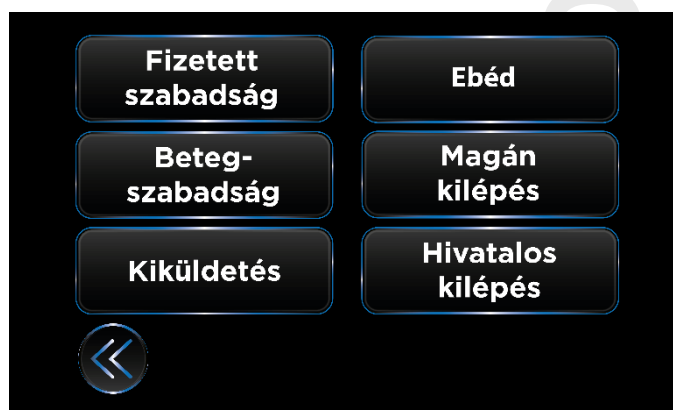 Fizetett
szabadság
Ebéd
Beteg-
szabadság
Magán
kilépés
Kiküldetés
Hivatalos
kilépés